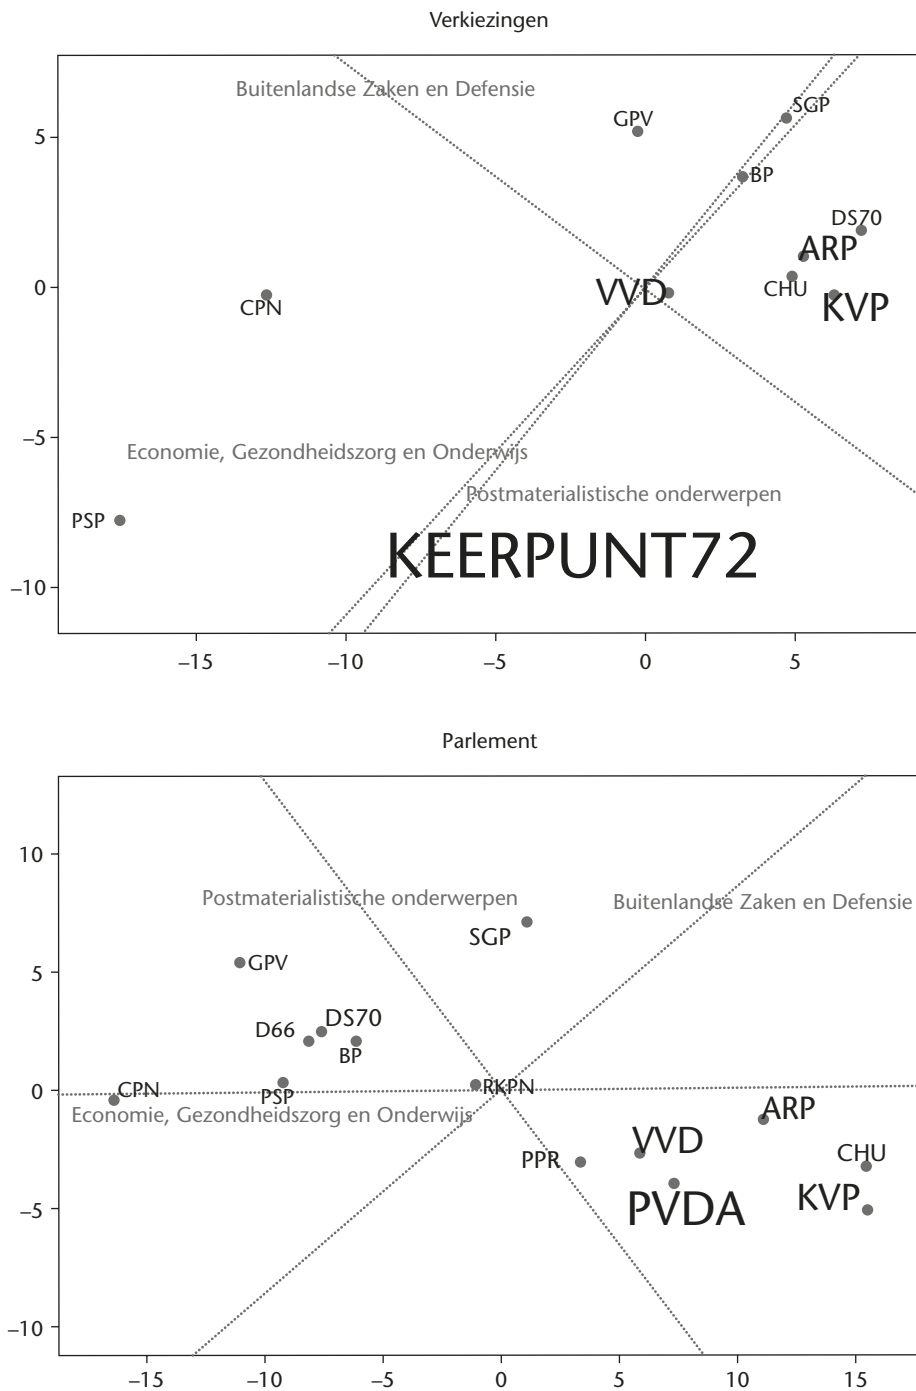 Verkiezingen
Buitenlandse Zaken en Defensie
SGP
GPV
5
BP
DS70
ARP
0
VVD
CHU
CPN
KVP
–5
Economie, Gezondheidszorg en Onderwijs
Postmaterialistische onderwerpen
PSP
KEERPUNT72
–10
–15 –10 –5 0 5
Parlement
10
Postmaterialistische onderwerpen
Buitenlandse Zaken en Defensie
SGP
5
GPV
D66 DS70
BP
0
CPN
PSP
RKPN
Economie, Gezondheidszorg en Onderwijs
ARP
VVD
PPR
CHU
–5
PVDA
KVP
–10
–15 –10 –5 0 5 10 15